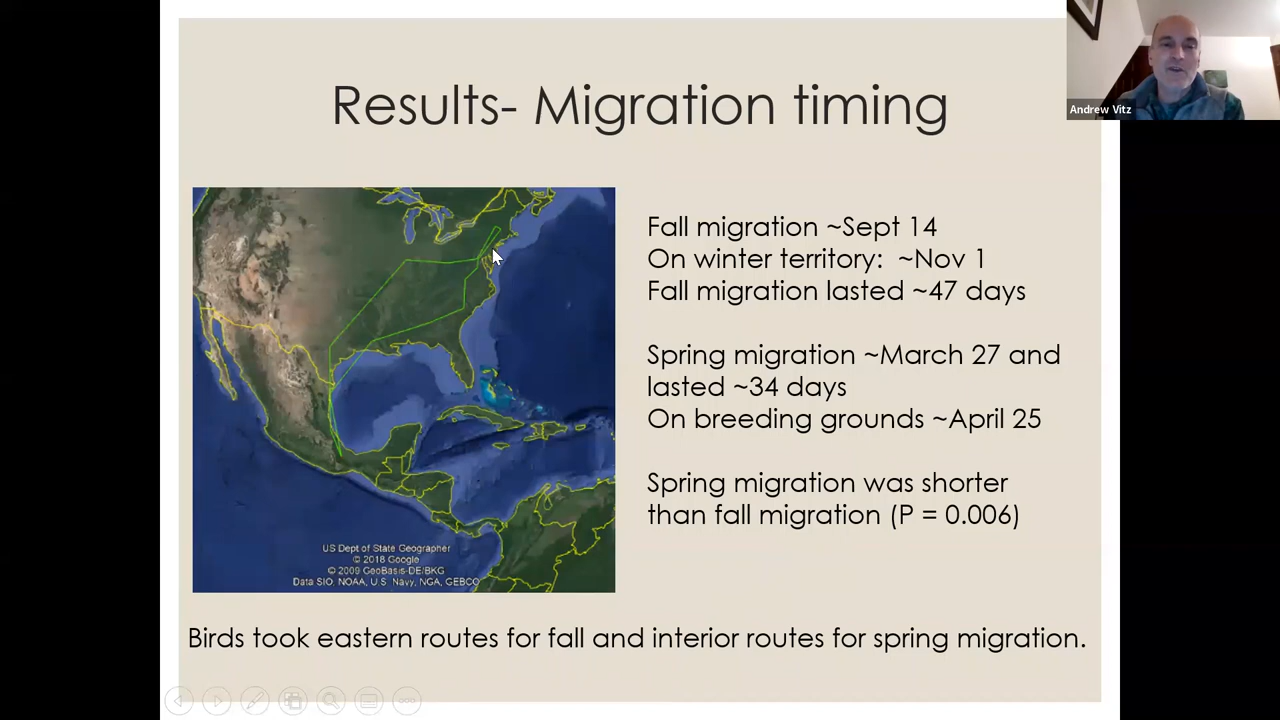 Results- Migration timing
Andrew Vitz
Fall migration ~Sept 14
On winter territory:  ~Nov 1
Fall migration lasted ~47 days
Spring migration ~March 27 and
lasted ~34 days
On breeding grounds ~April 25
Spring migration was shorter
than fall migration (P = 0.006)
US Dept of State Geographer
© 2018 Google
© 2009 GeoBasis-DE/BKG
Data SIO, NOAA, U.S. Navy, NGA, GEBCO
Birds took eastern routes for fall and interior routes for spring migration.